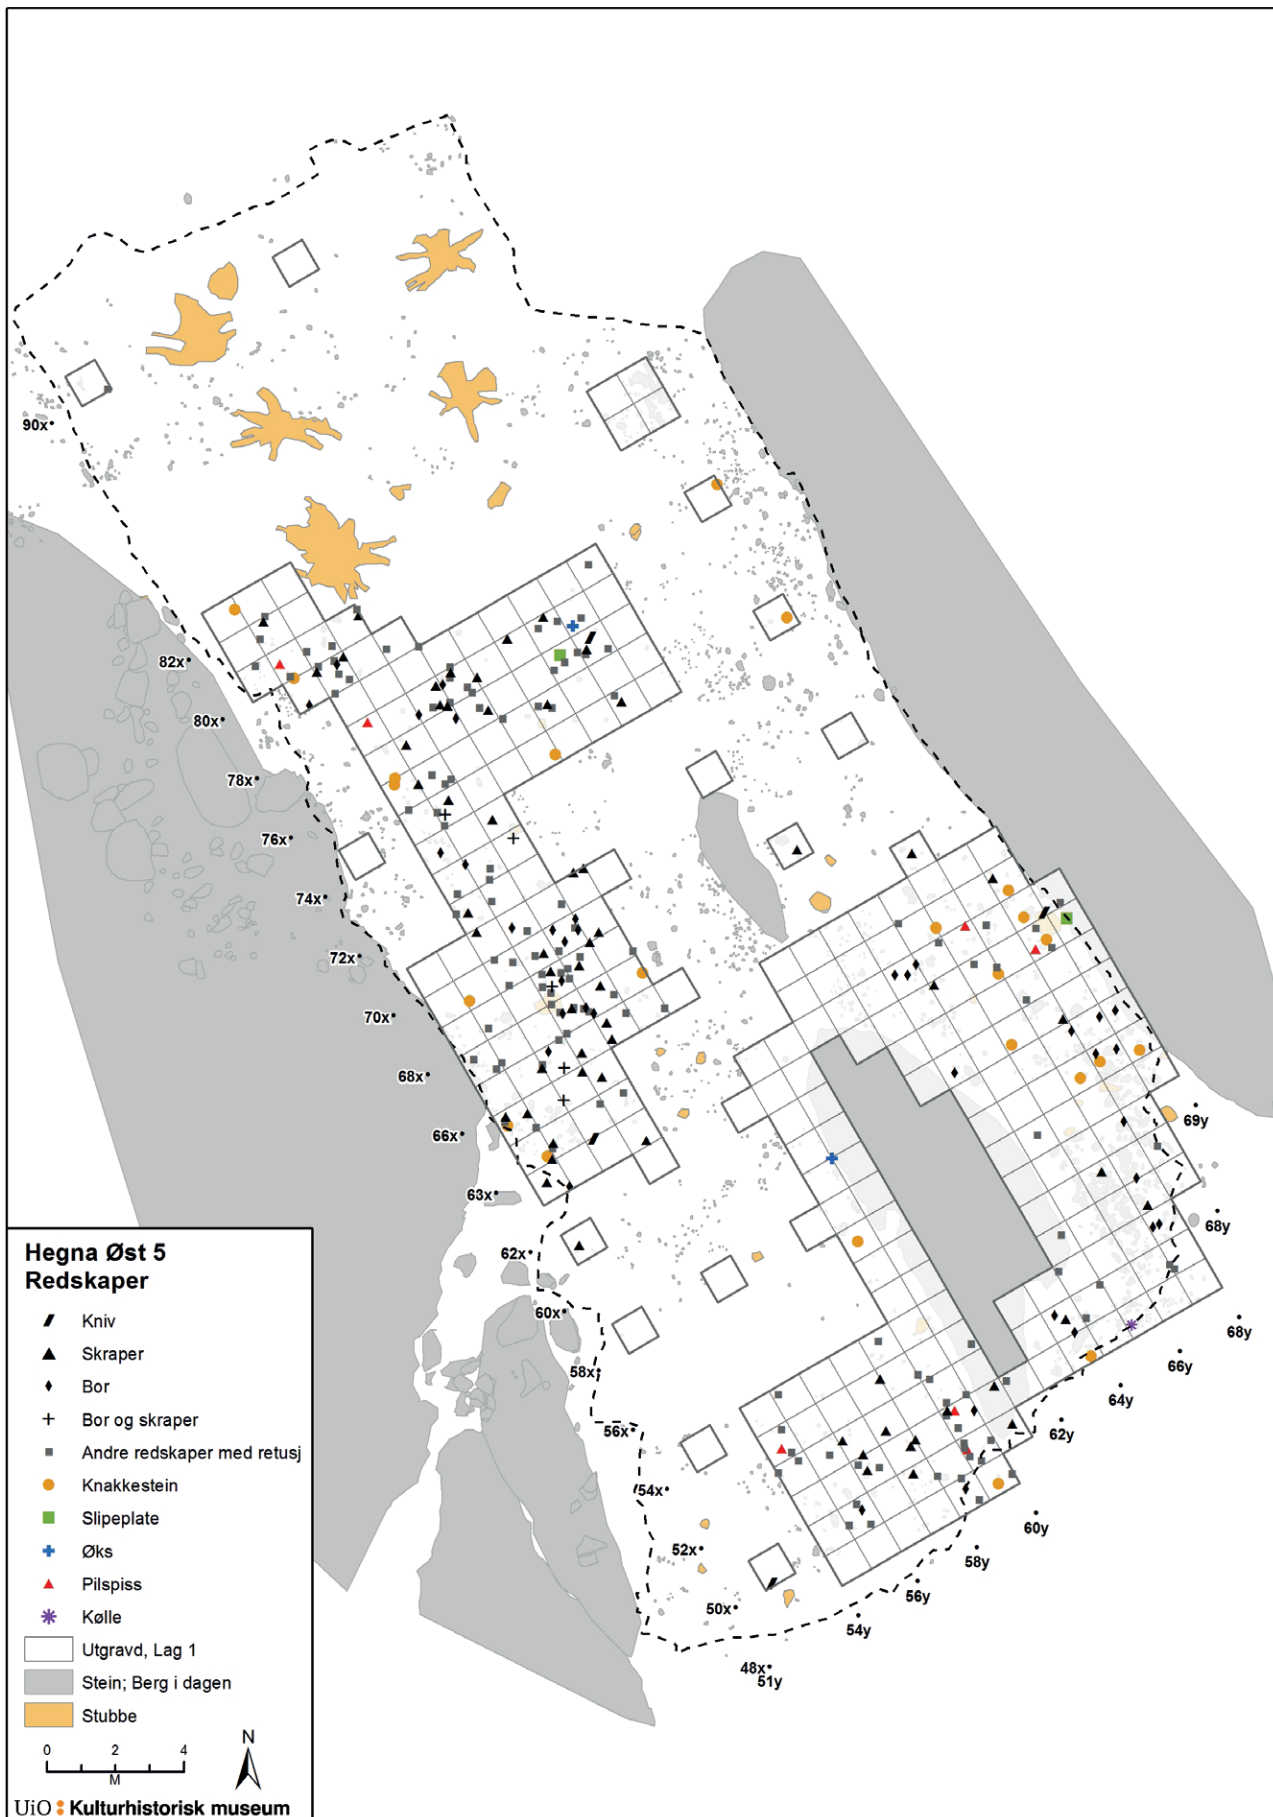 90x
82x
80x
78x
76x
74x
72x
70x
68x
66x
63x
62x
60x
58x
56x
54x
52x
50x
48x
51y
54y
56y
58y
60y
62y
64y
66y
68y
68y
69y
Hegna Øst 5
Redskaper
Kniv
Skraper
Bor
Bor og skraper
Andre redskaper med retusj
Knakkestein
Slipeplate
Øks
Pilspiss
Kølle
Utgravd, Lag 1
Stein; Berg i dagen
Stubbe
0 2 4
M
N
UiO Kulturhistorisk museum